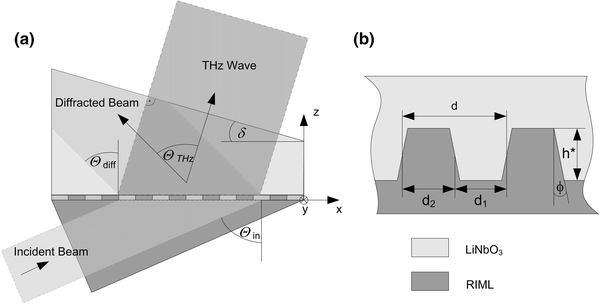 (a)
(b)
THz Wave
Diffracted Beam
z
δ
Θdiff
ΘTHz
x
y
Θin
Incident Beam
d
h*
d2
d1
ϕ
LiNbO3
RIML